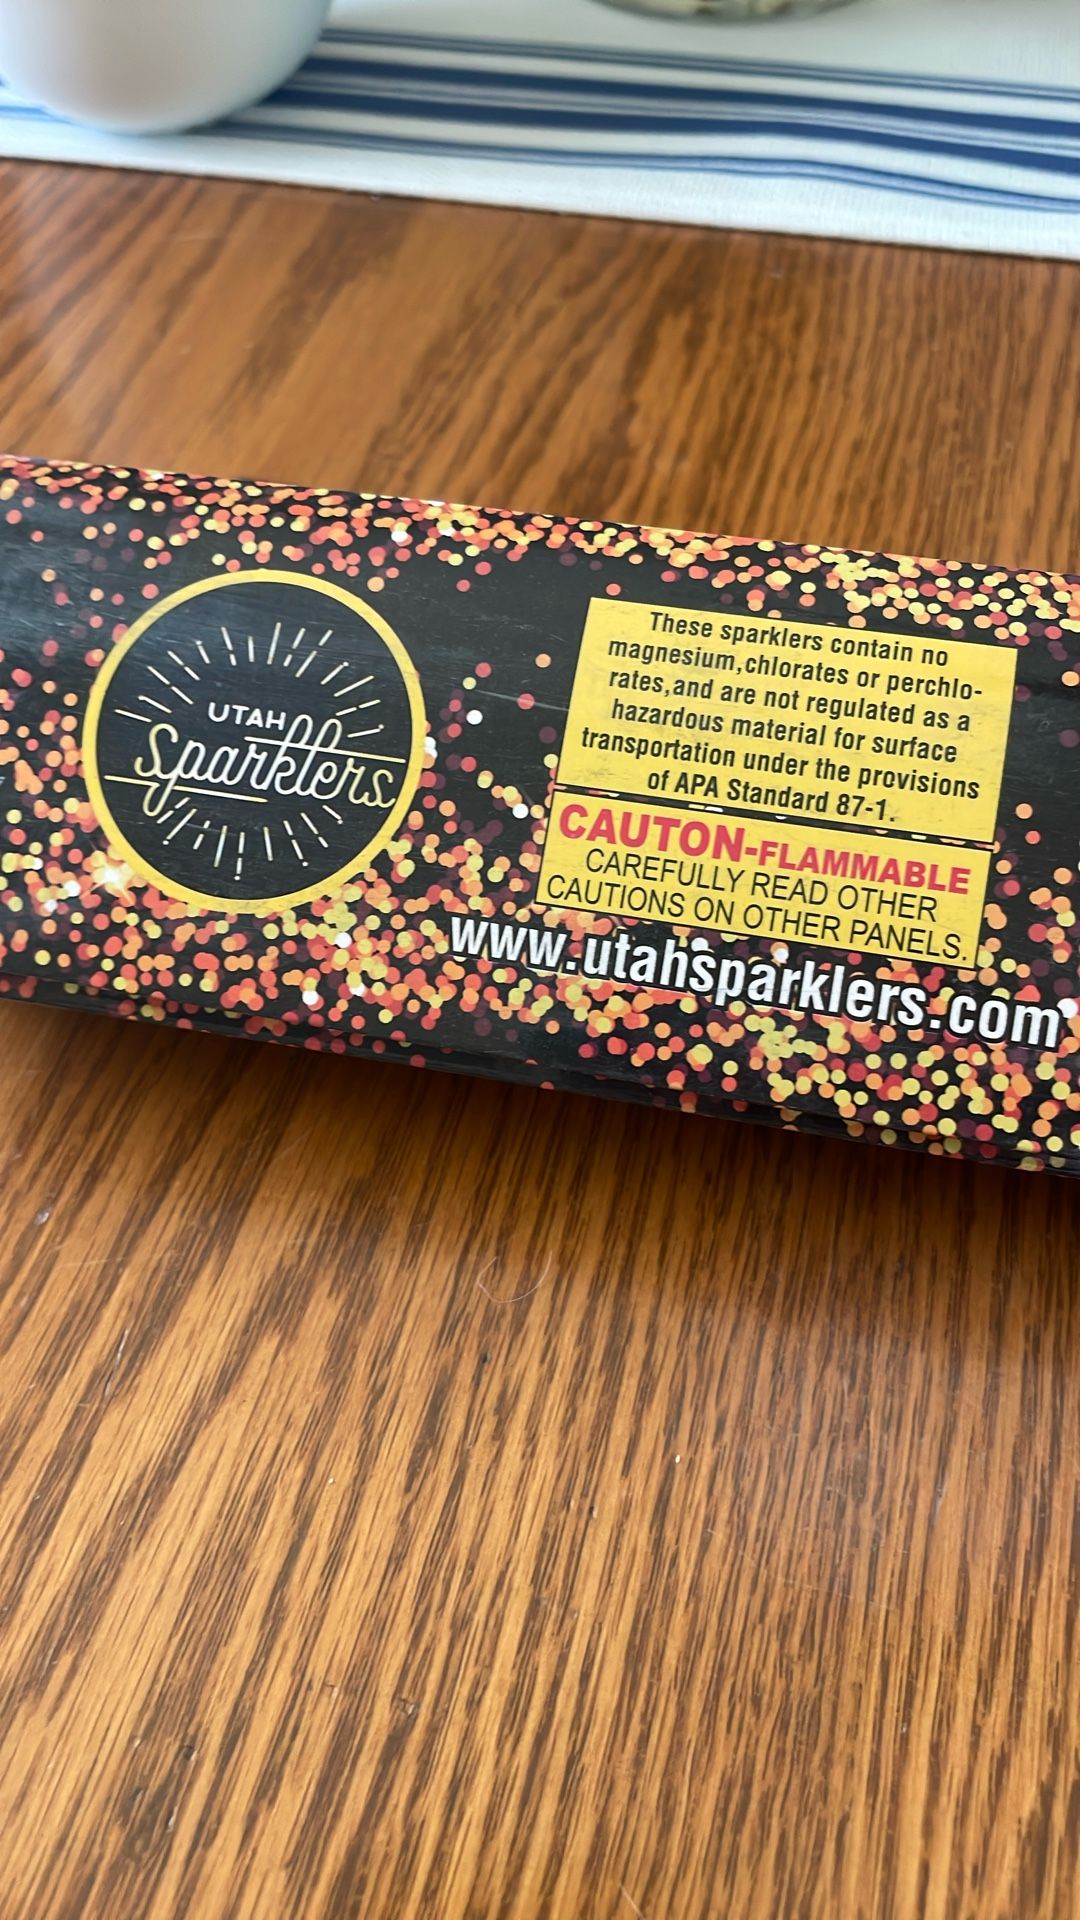 UTAH
Sparklers
These sparklers contain no
magnesium,chlorates or perchlo-
rates,and are not regulated as a
hazardous material for surface
transportation under the provisions
of APA Standard 87-1.
CAUTON-FLAMMABLE
CAREFULLY READ OTHER
CAUTIONS ON OTHER PANELS.
www.utahsparklers.com